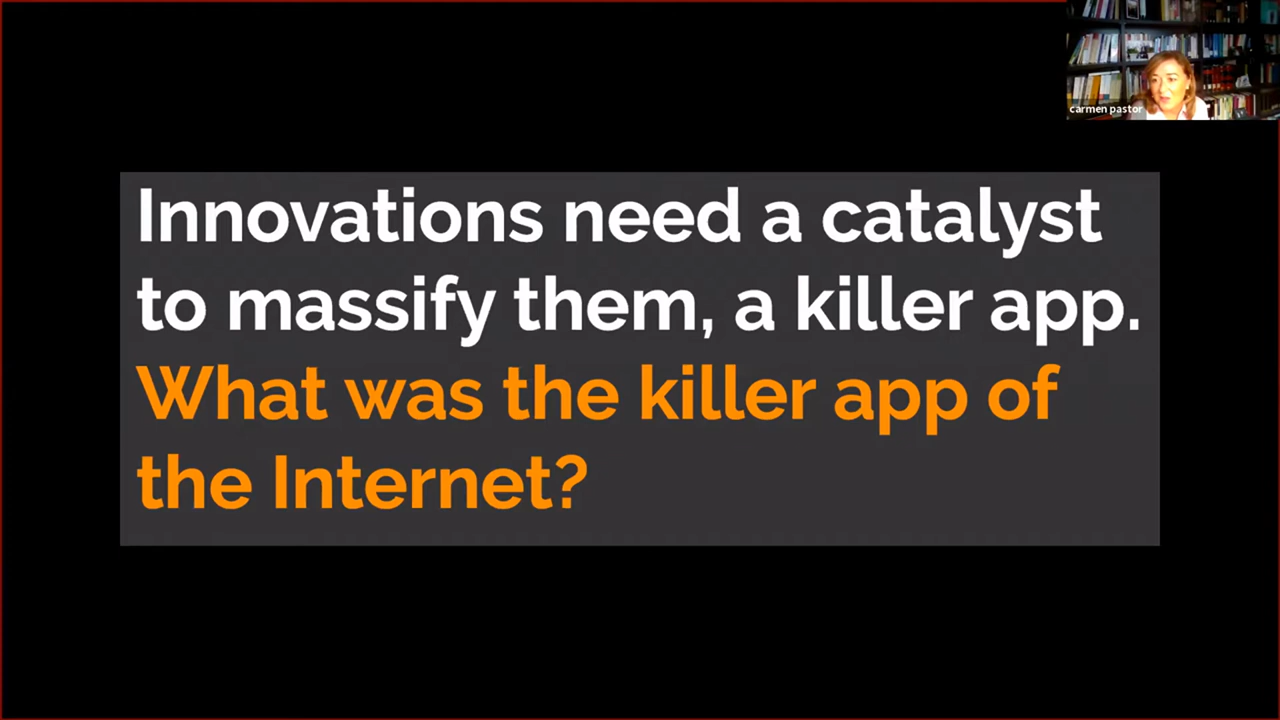 carmen pastor
Innovations need a catalyst
to massify them, a killer app.
What was the killer app of
the Internet?